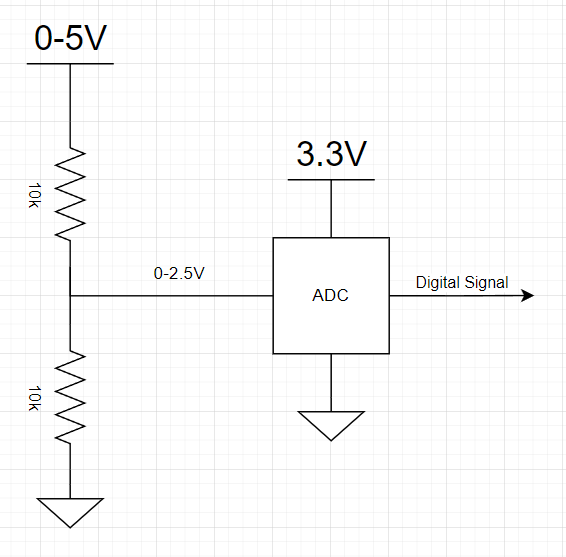 0-5V
3.3V
10k
0-2.5V
Digital Signal
ADC
10k